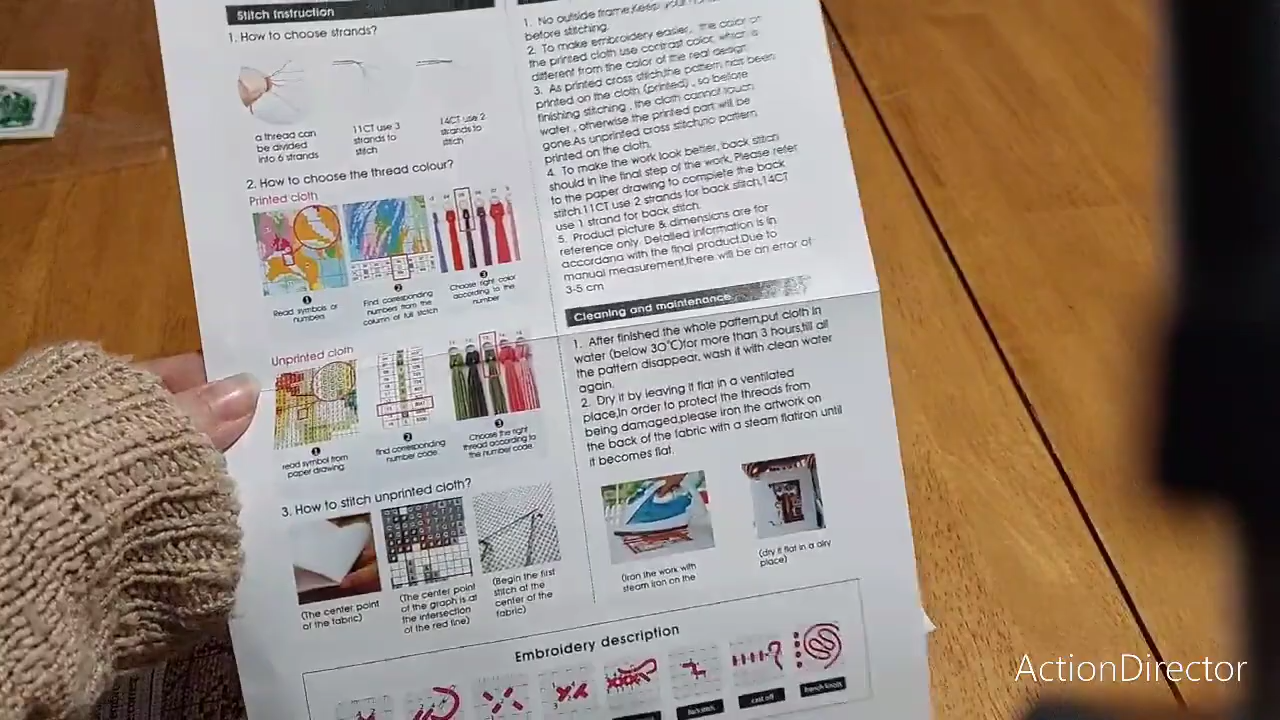 Stitch Instruction
1. How to choose strands?
a thread can
be divided
into 6 strands
11CT use 3
strands to
stitch
14CT use 2
strands to
stitch
2. How to choose the thread colour?
Printed cloth
1
Read symbols or
numbers
2
Find corresponding
numbers from the
column of full stitch
3
Choose right color
according to the
number
Unprinted cloth
1
read symbol from
paper drawing
2
find corresponding
number code
3
Choose the right
thread according to
the number code
3. How to stitch unprinted cloth?
(The center point
of the fabric)
(The center point
of the graph is at
the intersection
of the red line)
(Begin the first
stitch at the
center of the
fabric)
1. No outside frame,Keep your
before stitching.
2. To make embroidery easier, the color of
the printed cloth use contrast color, which is
different from the color of the real design
3. As printed cross stitch,the pattern has been
printed on the cloth (printed), so before
finishing stitching, the cloth cannot touch
water, otherwise the printed part will be
gone.As unprinted cross stitch,no pattern
printed on the cloth.
4. To make the work look better, back stitch
should in the final step of the work. Please refer
to the paper drawing to complete the back
stitch.11CT use 2 strands for back stitch,14CT
use 1 strand for back stitch.
5. Product picture & dimensions are for
reference only. Detailed information is in
accordana with the final product.Due to
manual measurement,there will be an error of
3-5 cm
Cleaning and maintenance
1. After finished the whole pattern,put cloth in
water (below 30℃)for more than 3 hours,till all
the pattern disappear, wash it with clean water
again.
2. Dry it by leaving it flat in a ventilated
place,in order to protect the threads from
being damaged,please iron the artwork on
the back of the fabric with a steam flatiron until
it becomes flat.
(Iron the work with
steam iron on the
(dry it flat in a airy
place)
Embroidery description
Back stitch
cast off
french knots
ActionDirector